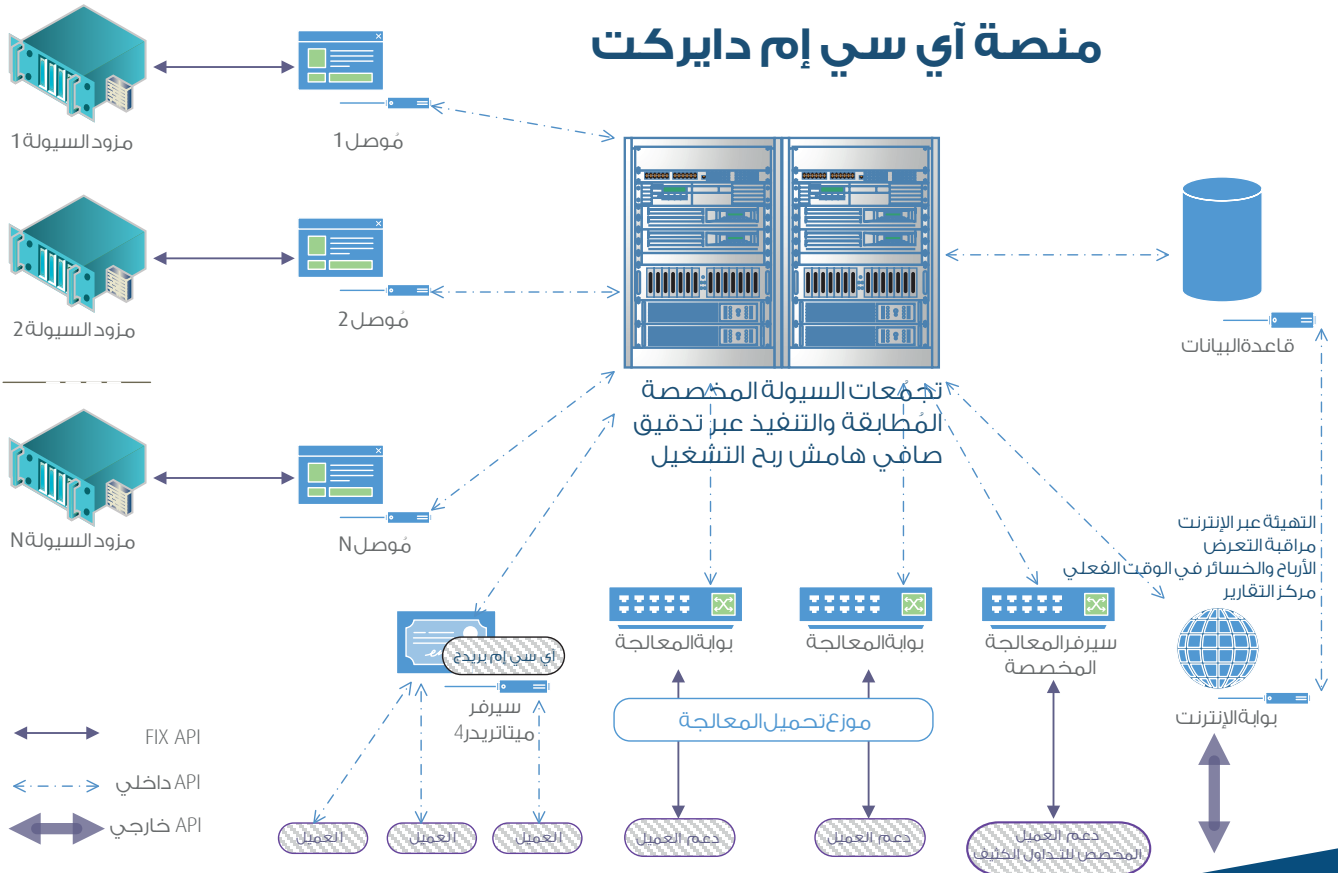 منصة آي سي إم دايركت
مزود السيولة 1
مُوصل 1
مزود السيولة 2
مُوصل 2
قاعدة البيانات
تجمُعات السيولة المخصصة
المُطابقة والتنفيذ عبر تدقيق
صافي هامش ربح التشغيل
مزود السيولة N
مُوصل N
التهيئة عبر الإنترنت
مراقبة التعرض
الأرباح والخسائر في الوقت الفعلي
مركز التقارير
بوابة المعالجة
بوابة المعالجة
سيرفر المعالجة
المخصصة
آي سي إم بريدج
سيرفر
ميتاتريدر4
موزع تحميل المعالجة
بوابة الإنترنت
FIX API
API داخلي
API خارجي
العميل
العميل
العميل
دعم العميل
دعم العميل
دعم العميل
المخصص للتداول الكثيف